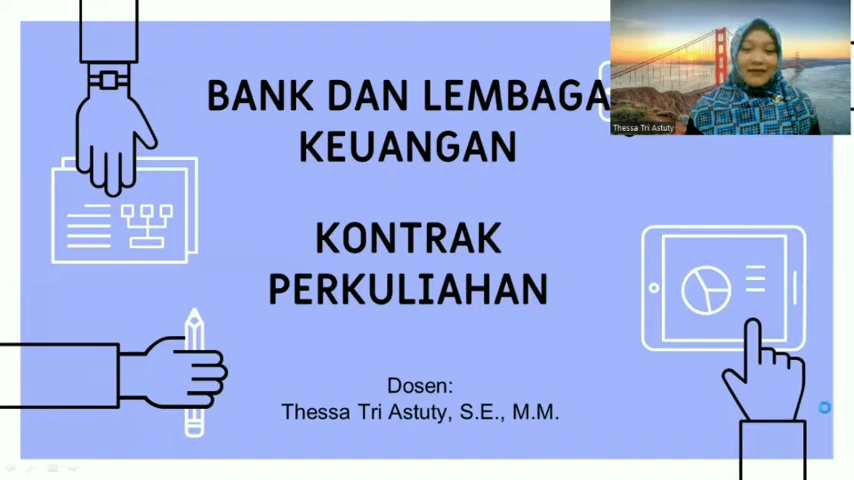 BANK DAN LEMBAGA
KEUANGAN
KONTRAK
PERKULIAHAN
Dosen:
Thessa Tri Astuty, S.E., M.M.
Thessa Tri Astuty